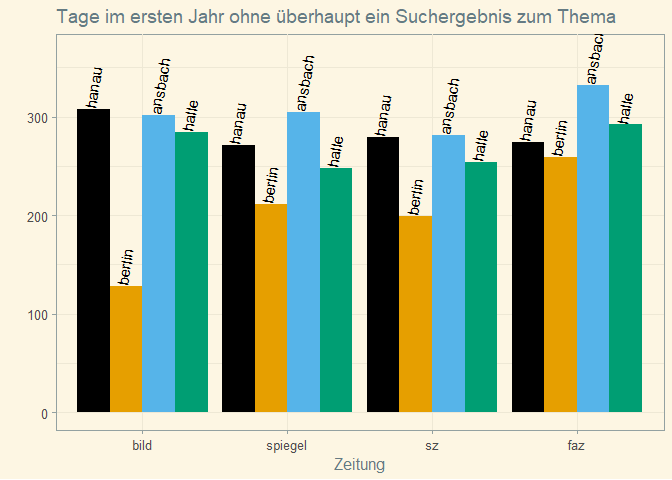 Tage im ersten Jahr ohne überhaupt ein Suchergebnis zum Thema
300
200
100
0
hanau
berlin
ansbach
halle
hanau
berlin
ansbach
halle
hanau
berlin
ansbach
halle
hanau
berlin
ansbach
halle
bild
spiegel
sz
faz
Zeitung